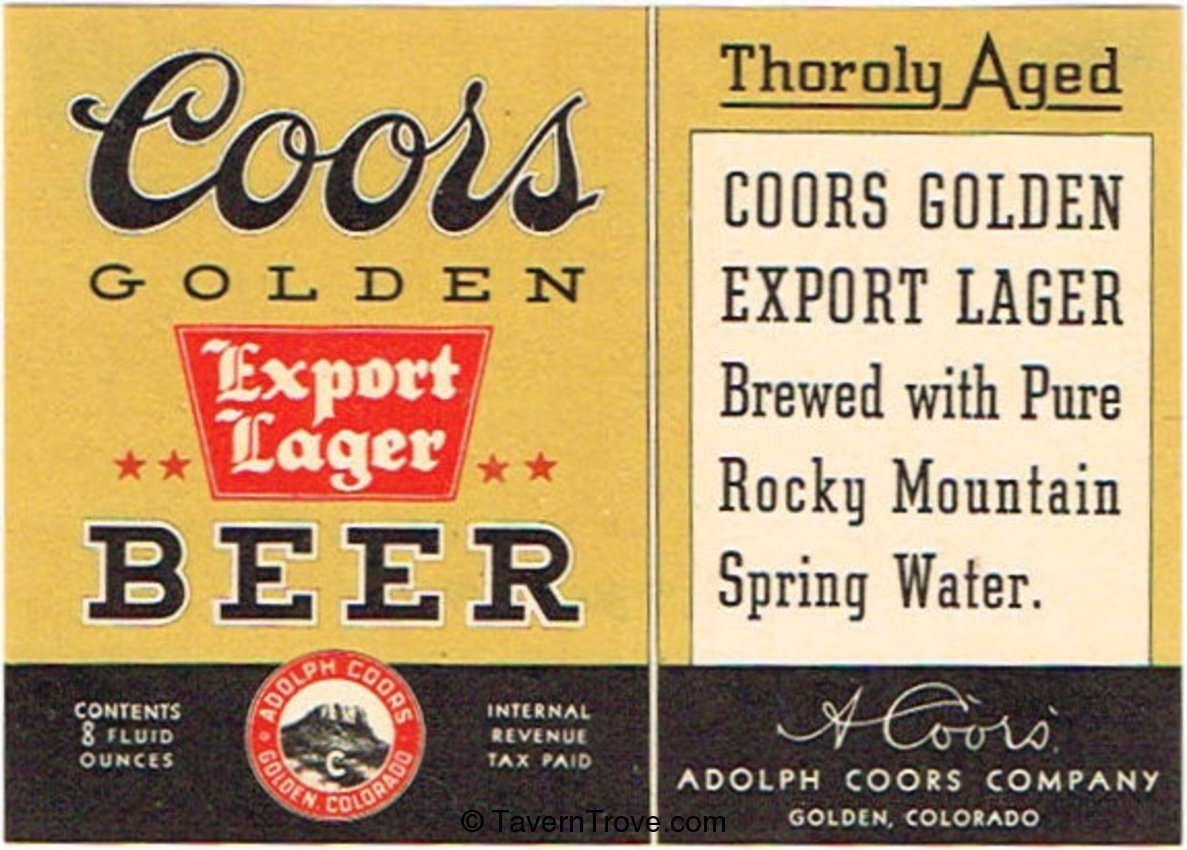 Coors
GOLDEN
Export
Lager
BEER
CONTENTS
8 FLUID
OUNCES
ADOLPH COORS
GOLDEN, COLORADO
C
INTERNAL
REVENUE
TAX PAID
Thoroly Aged
COORS GOLDEN
EXPORT LAGER
Brewed with Pure
Rocky Mountain
Spring Water.
A Coors
ADOLPH COORS COMPANY
GOLDEN, COLORADO
© TavernTrove.com